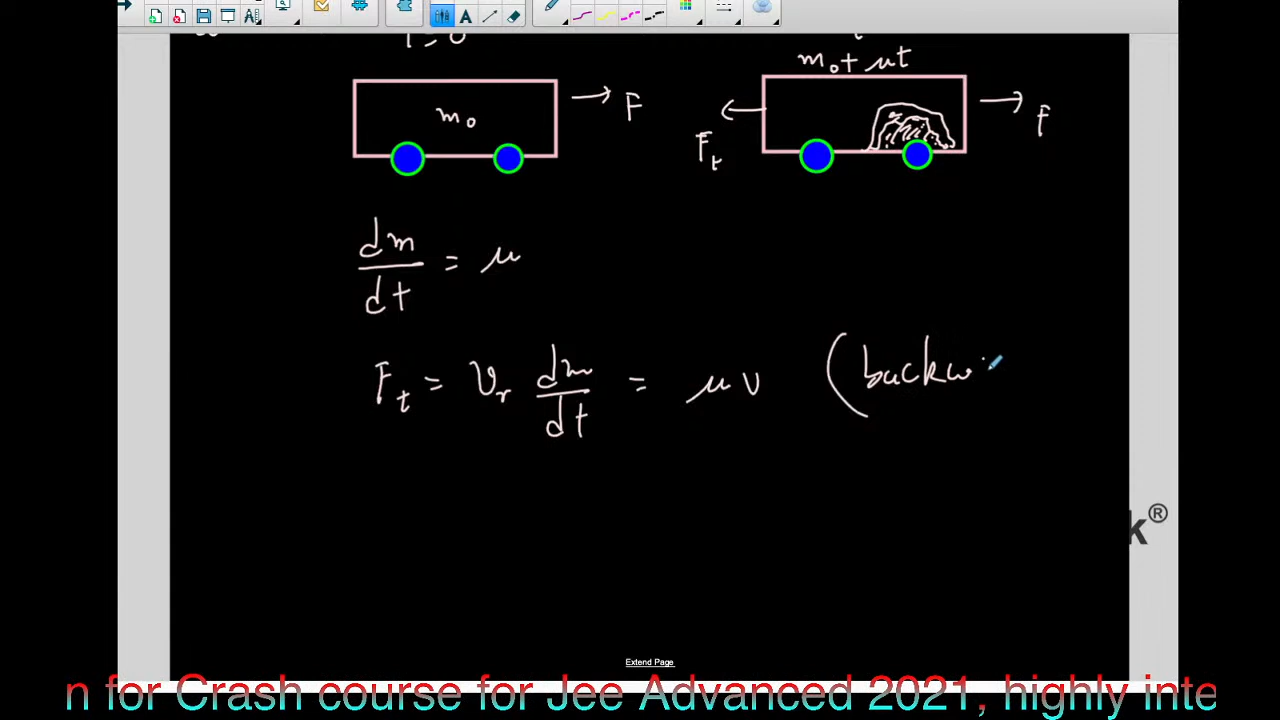 m₀ + μt
m₀
F
F
Fₜ
dm/dt = μ
Fₜ = vᵣ dm/dt = μv (backw
k®
Extend Page
n for Crash course for Jee Advanced 2021, highly inte